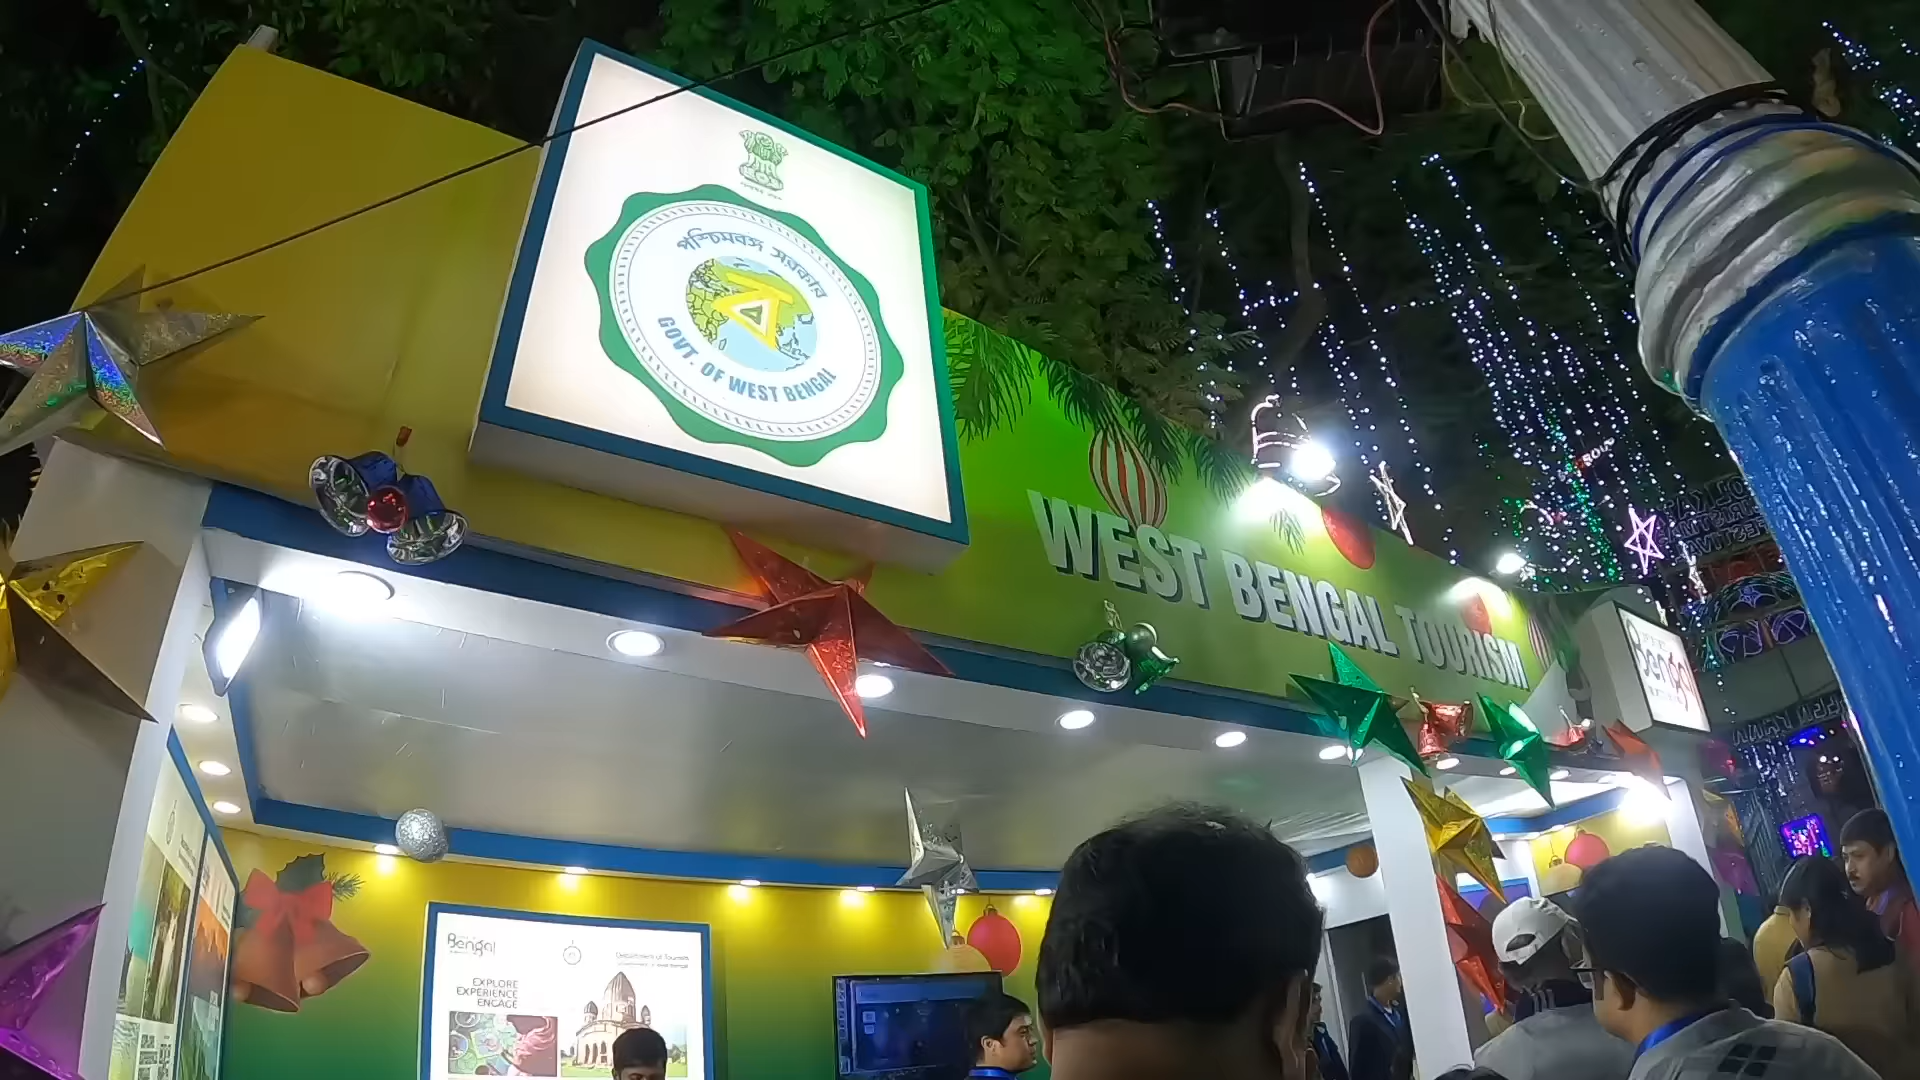 পশ্চিমবঙ্গ সরকার
GOVT. OF WEST BENGAL
WEST BENGAL TOURISM
Bengal
Bengal
Department of Tourism
EXPLORE
EXPERIENCE
ENGAGE